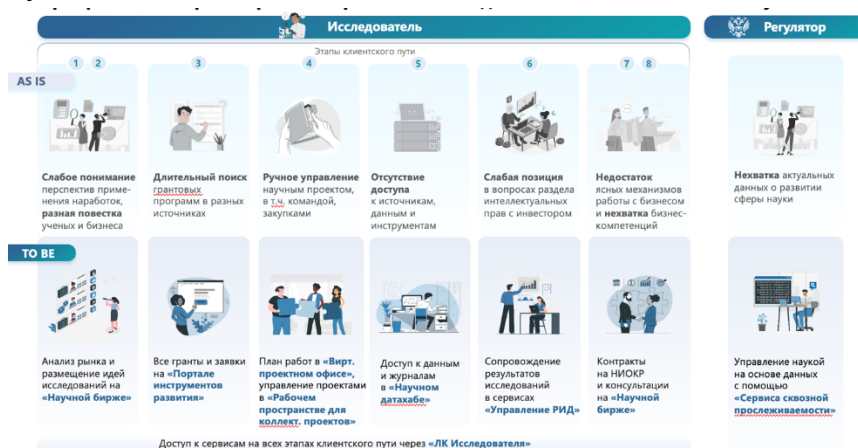 Исследователь
Регулятор
Этапы клиентского пути
1 2
3
4
5
6
7 8
AS IS
Слабое понимание
перспектив приме-
нения наработок,
разная повестка
ученых и бизнеса
Длительный поиск
грантовых
программ в разных
источниках
Ручное управление
научным проектом,
в т.ч. командой,
закупками
Отсутствие
доступа
к источникам,
данным и
инструментам
Слабая позиция
в вопросах раздела
интеллектуальных
прав с инвестором
Недостаток
ясных механизмов
работы с бизнесом
и нехватка бизнес-
компетенций
Нехватка актуальных
данных о развитии
сферы науки
TO BE
Анализ рынка и
размещение идей
исследований на
«Научной бирже»
Все гранты и заявки
на «Портале
инструментов
развития»
План работ в «Вирт.
проектном офисе»,
управление проектами
в «Рабочем
пространстве для
коллект. проектов»
Доступ к данным
и журналам
в «Научном
датахабе»
Сопровождение
результатов
исследований
в сервисах
«Управление РИД»
Контракты
на НИОКР
и консультации
на «Научной
бирже»
Управление наукой
на основе данных
с помощью
«Сервиса сквозной
прослеживаемости»
Доступ к сервисам на всех этапах клиентского пути через «ЛК Исследователя»